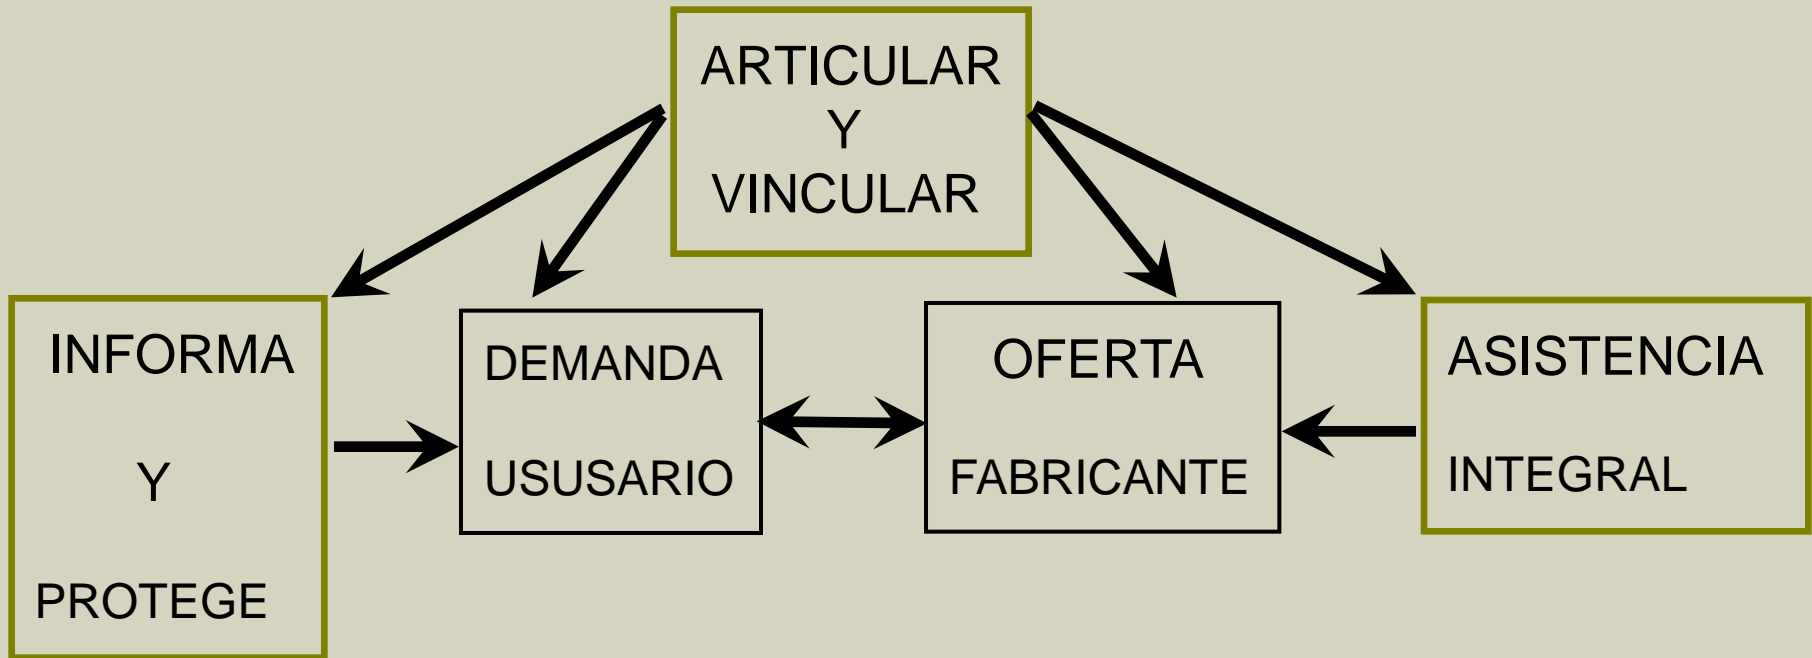 ARTICULAR
Y
VINCULAR
INFORMA
Y
PROTEGE
DEMANDA
USUSARIO
OFERTA
FABRICANTE
ASISTENCIA
INTEGRAL